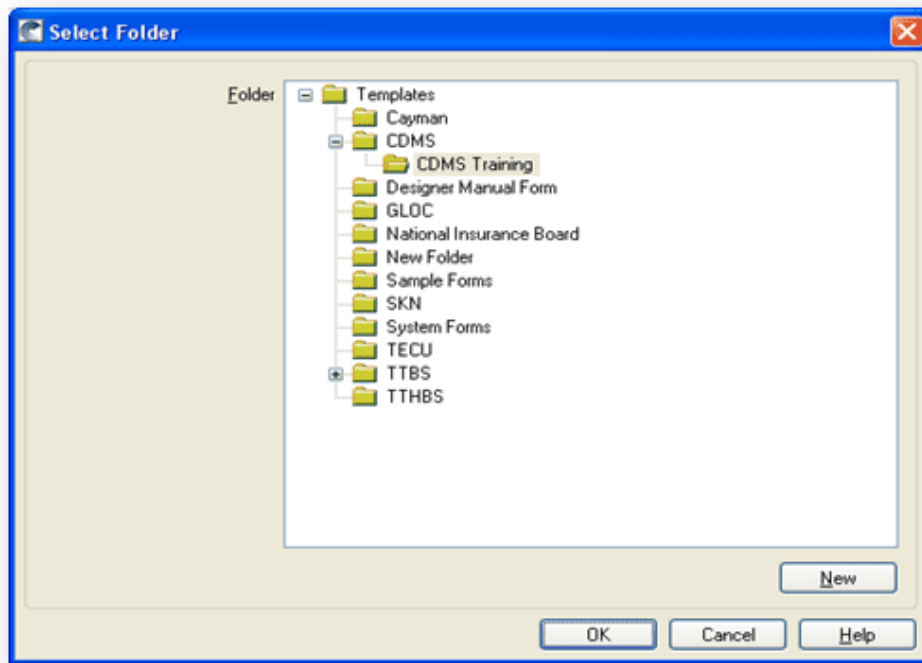 Select Folder
Folder
Templates
Cayman
CDMS
CDMS Training
Designer Manual Form
GLOC
National Insurance Board
New Folder
Sample Forms
SKN
System Forms
TECU
TTBS
TTHBS
New
OK Cancel Help